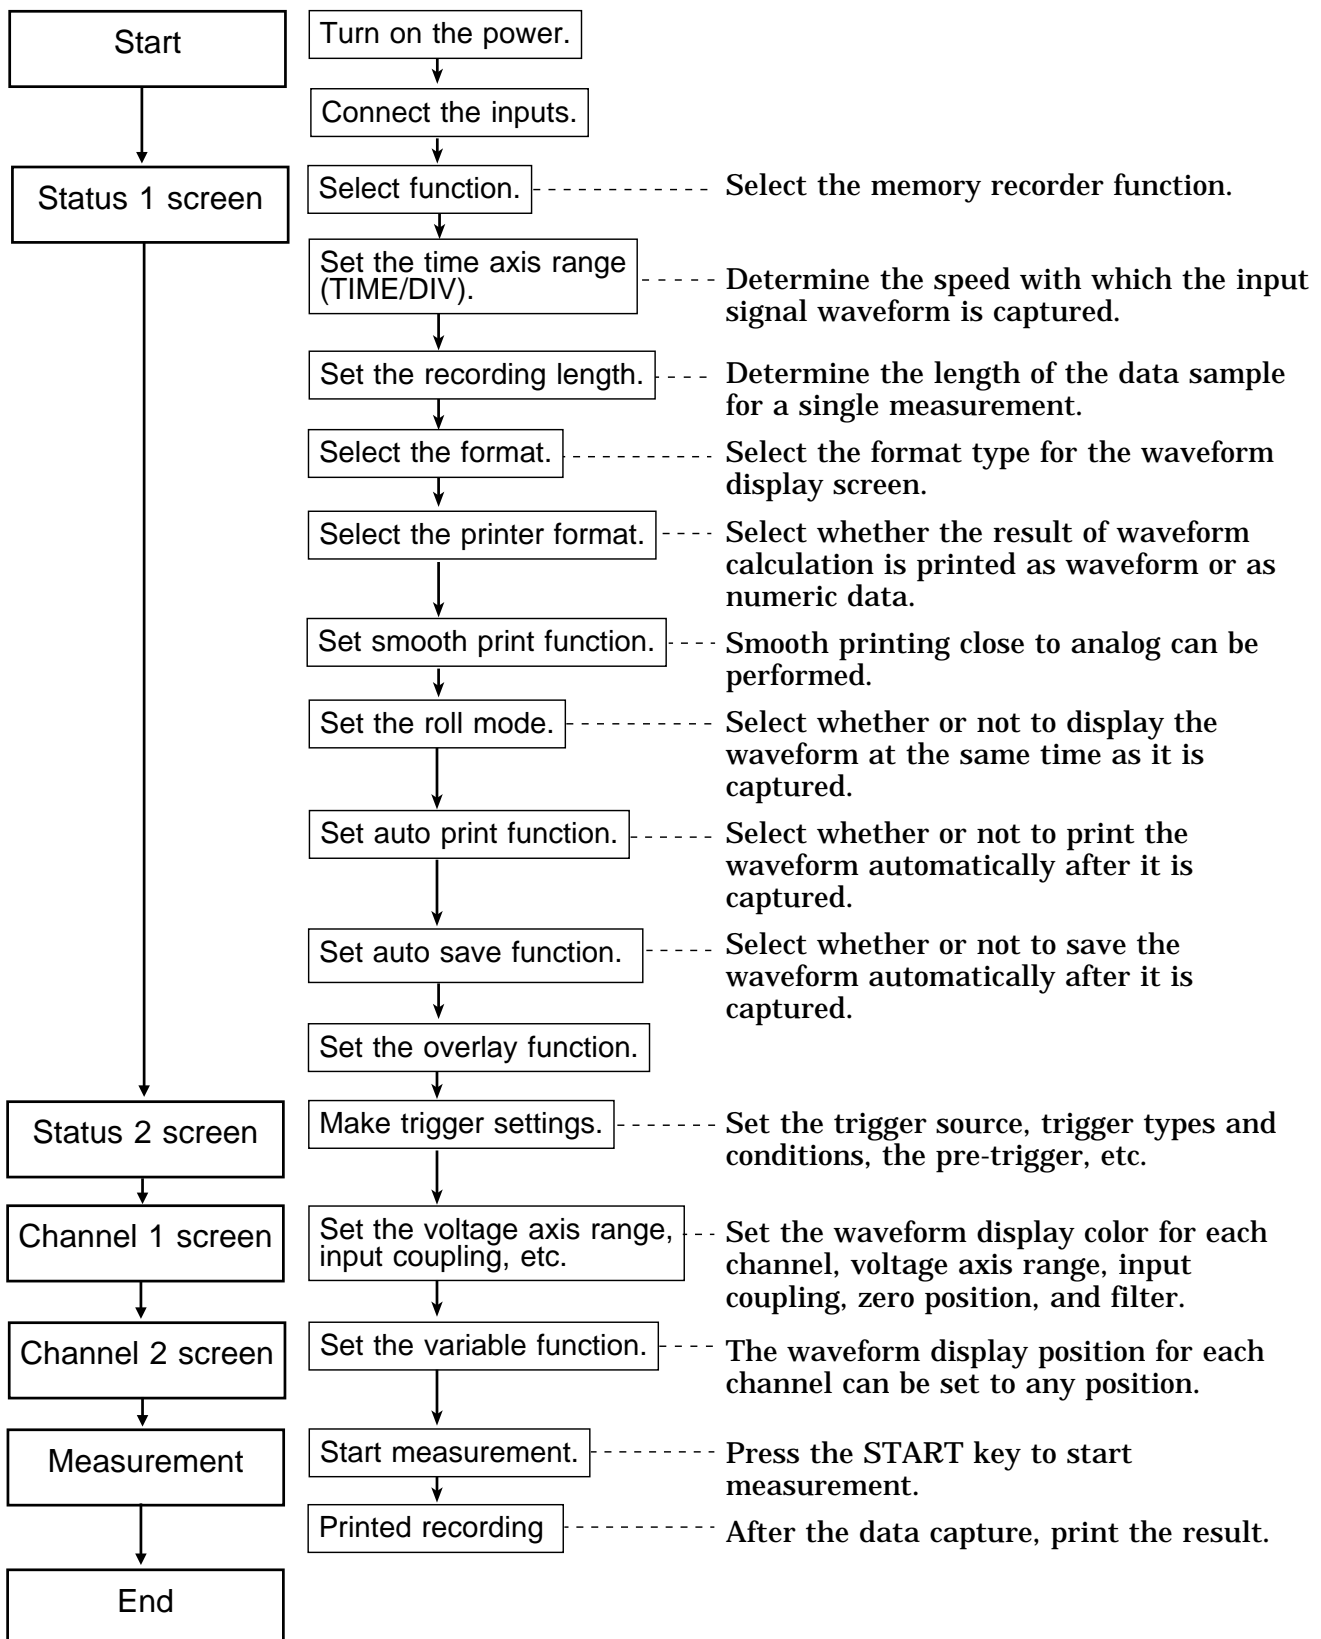 Start
Turn on the power.
Connect the inputs.
Status 1 screen
Select function.
Select the memory recorder function.
Set the time axis range
(TIME/DIV).
Determine the speed with which the input
signal waveform is captured.
Set the recording length.
Determine the length of the data sample
for a single measurement.
Select the format.
Select the format type for the waveform
display screen.
Select the printer format.
Select whether the result of waveform
calculation is printed as waveform or as
numeric data.
Set smooth print function.
Smooth printing close to analog can be
performed.
Set the roll mode.
Select whether or not to display the
waveform at the same time as it is
captured.
Set auto print function.
Select whether or not to print the
waveform automatically after it is
captured.
Set auto save function.
Select whether or not to save the
waveform automatically after it is
captured.
Set the overlay function.
Status 2 screen
Make trigger settings.
Set the trigger source, trigger types and
conditions, the pre-trigger, etc.
Channel 1 screen
Set the voltage axis range,
input coupling, etc.
Set the waveform display color for each
channel, voltage axis range, input
coupling, zero position, and filter.
Channel 2 screen
Set the variable function.
The waveform display position for each
channel can be set to any position.
Measurement
Start measurement.
Press the START key to start
measurement.
Printed recording
After the data capture, print the result.
End